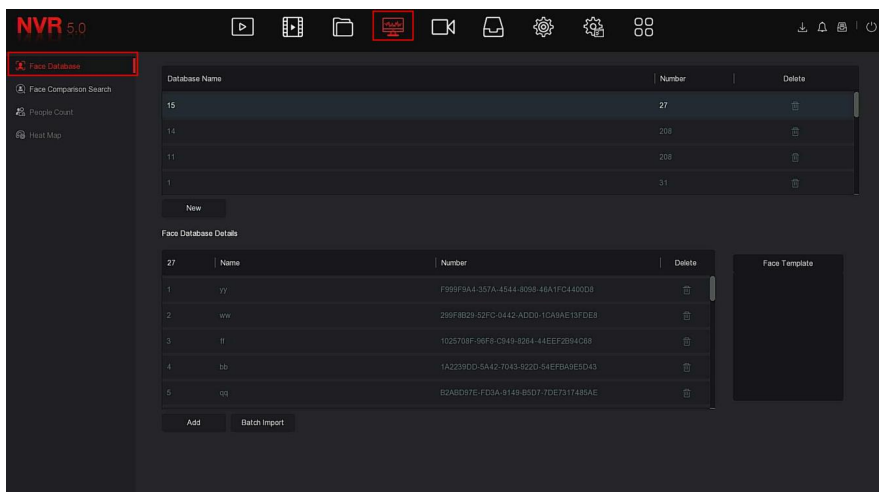 NVR 5.0
Face Database
Face Comparison Search
People Count
Heat Map
Database Name Number Delete
15 27
14 208
11 208
1 31
New
Face Database Details
27 Name Number Delete
1 yy F999F9A4-357A-4544-8098-46A1FC4400D8
2 ww 299F8B29-52FC-0442-ADD0-1CA9AE13FDE8
3 ff 1025708F-96F8-C949-8264-44EEF2B94C68
4 bb 1A2239DD-5A42-7043-922D-54EFBA9E5D43
5 qq B2ABD97E-FD3A-9149-B5D7-7DE7317485AE
Face Template
Add Batch Import